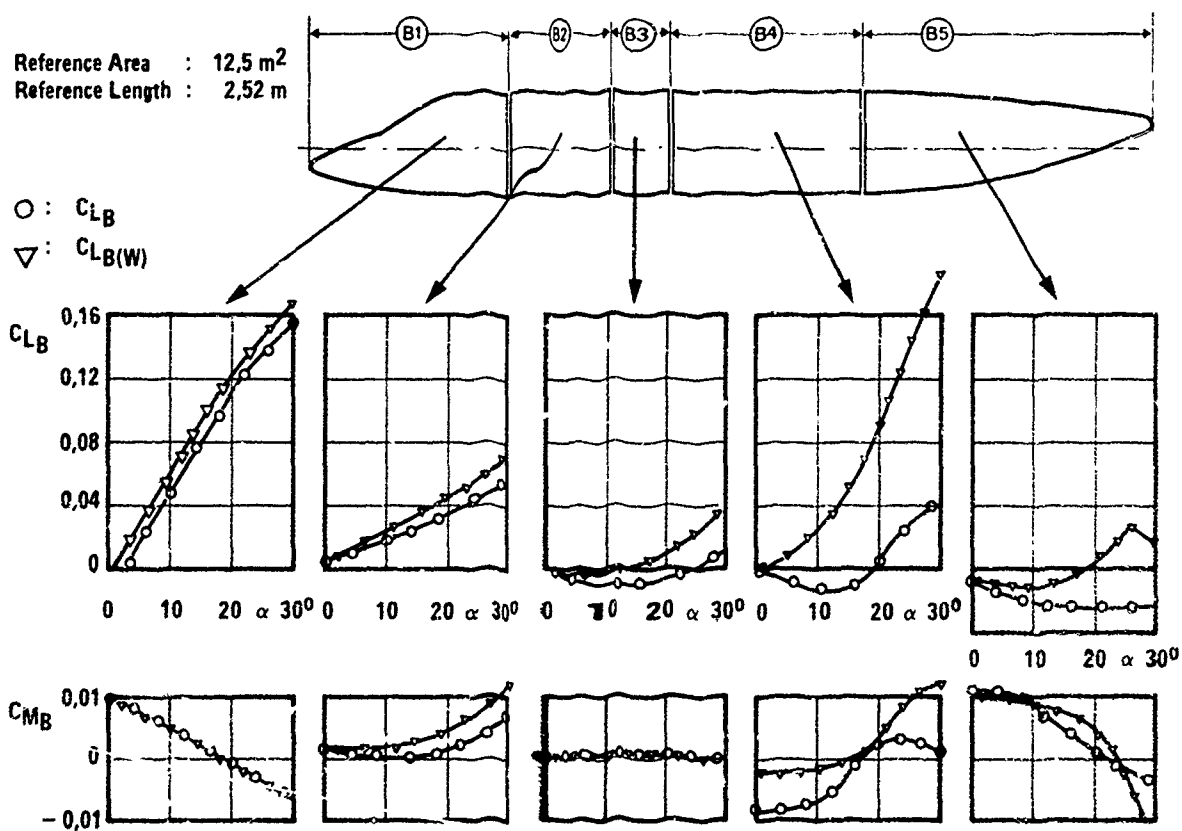 B1 B2 B3 B4 B5
Reference Area : 12,5 m²
Reference Length : 2,52 m
○ : CLB
▽ : CLB(W)
CLB
0,16
0,12
0,08
0,04
0
0 10 20 α 30⁰
0 10 20 α 30⁰
0 10 20 α 30⁰
0 10 20 α 30⁰
0 10 20 α 30⁰
CMB
0,01
0
– 0,01